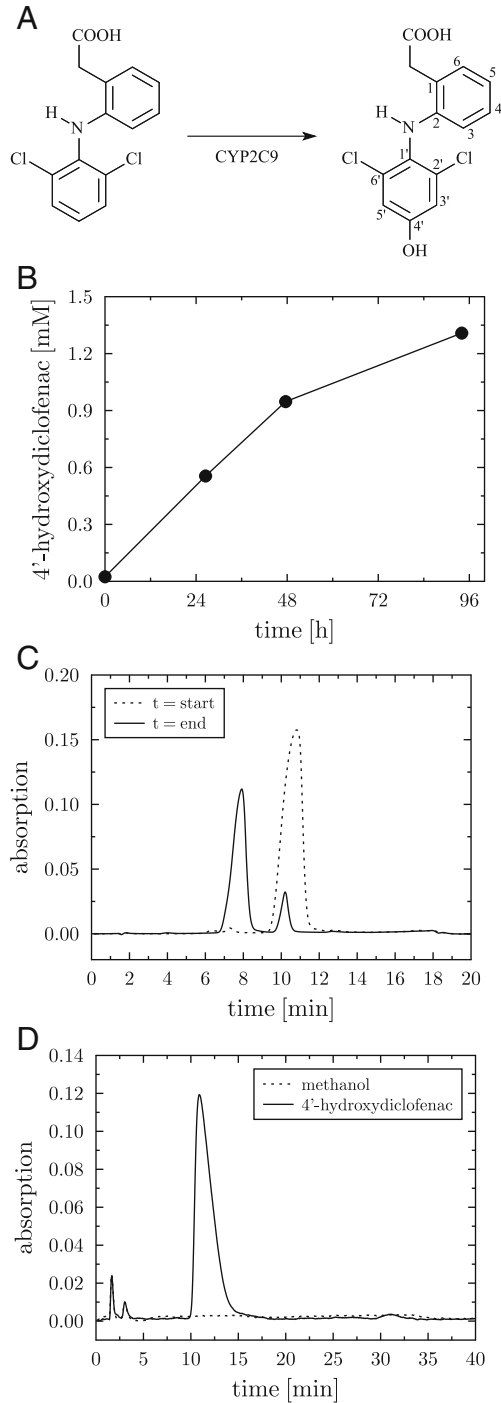 A
COOH
H
N
Cl
Cl
CYP2C9
COOH
6
5
1
4
H
N
2
3
1'
Cl
2'
Cl
6'
3'
5'
4'
OH
B
4'-hydroxydiclofenac [mM]
1.5
1.2
0.9
0.6
0.3
0.0
0 24 48 72 96
time [h]
C
absorption
0.20
0.15
0.10
0.05
0.00
t = start
t = end
0 2 4 6 8 10 12 14 16 18 20
time [min]
D
absorption
0.14
0.12
0.10
0.08
0.06
0.04
0.02
0.00
methanol
4'-hydroxydiclofenac
0 5 10 15 20 25 30 35 40
time [min]